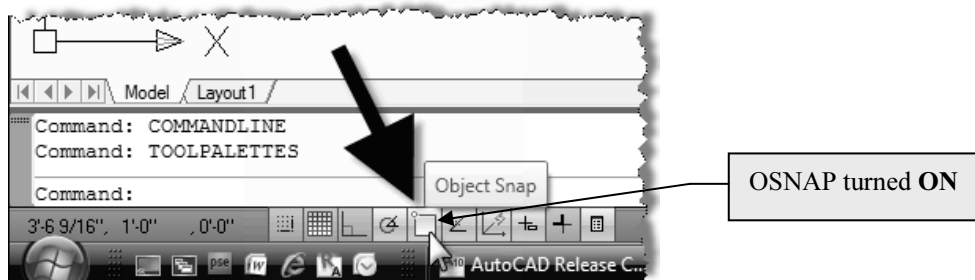 X
Model Layout1
Command: COMMANDLINE
Command: TOOLPALETTES
Object Snap
Command:
OSNAP turned ON
3'-6 9/16", 1'-0" , 0'-0"
pse
AutoCAD Release C...